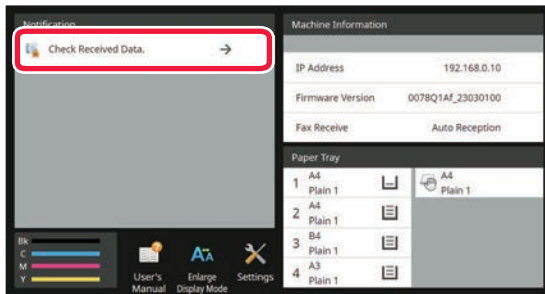 Notification
Check Received Data.
Machine Information
IP Address 192.168.0.10
Firmware Version 0078Q1Af_23030100
Fax Receive Auto Reception
Paper Tray
1 A4
Plain 1
2 A4
Plain 1
3 B4
Plain 1
4 A3
Plain 1
A4
Plain 1
Bk
C
M
Y
User's
Manual
Enlarge
Display Mode
Settings